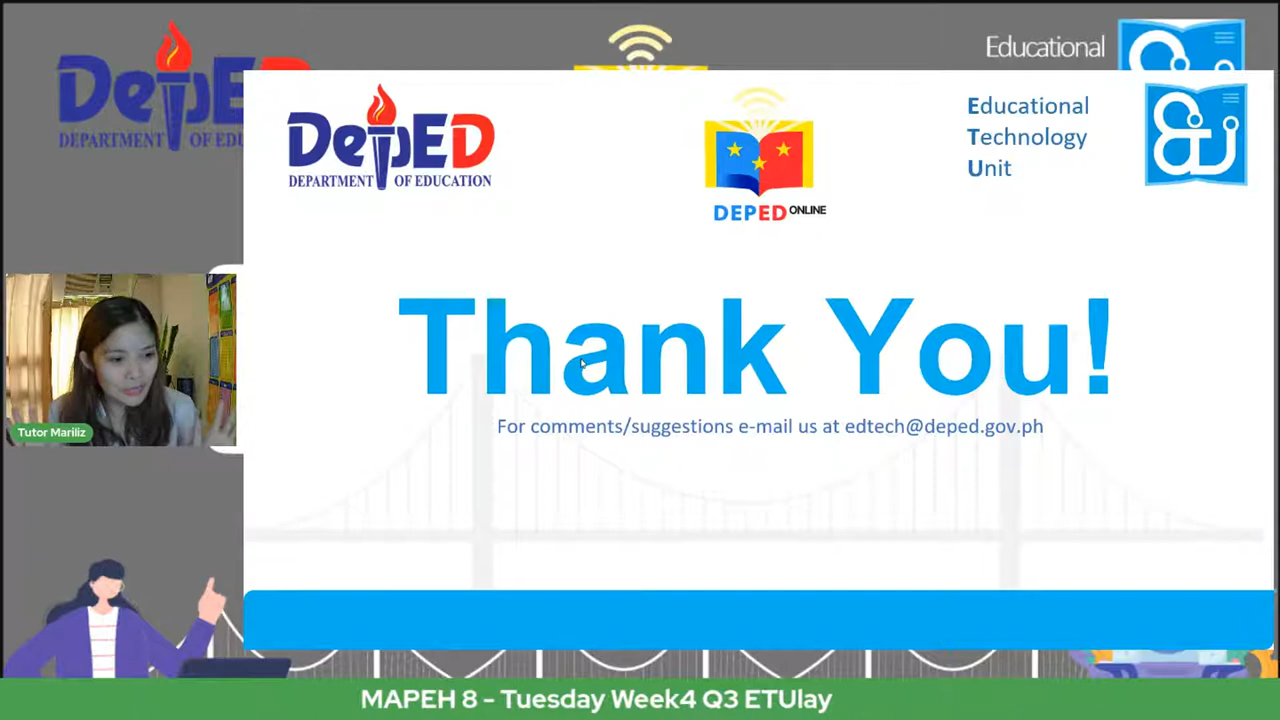 DepED
DEPARTMENT OF EDU
Educational
DepED
DEPARTMENT OF EDUCATION
DEPED ONLINE
Educational
Technology
Unit
Thank You!
For comments/suggestions e-mail us at edtech@deped.gov.ph
Tutor Mariliz
MAPEH 8 - Tuesday Week4 Q3 ETUlay